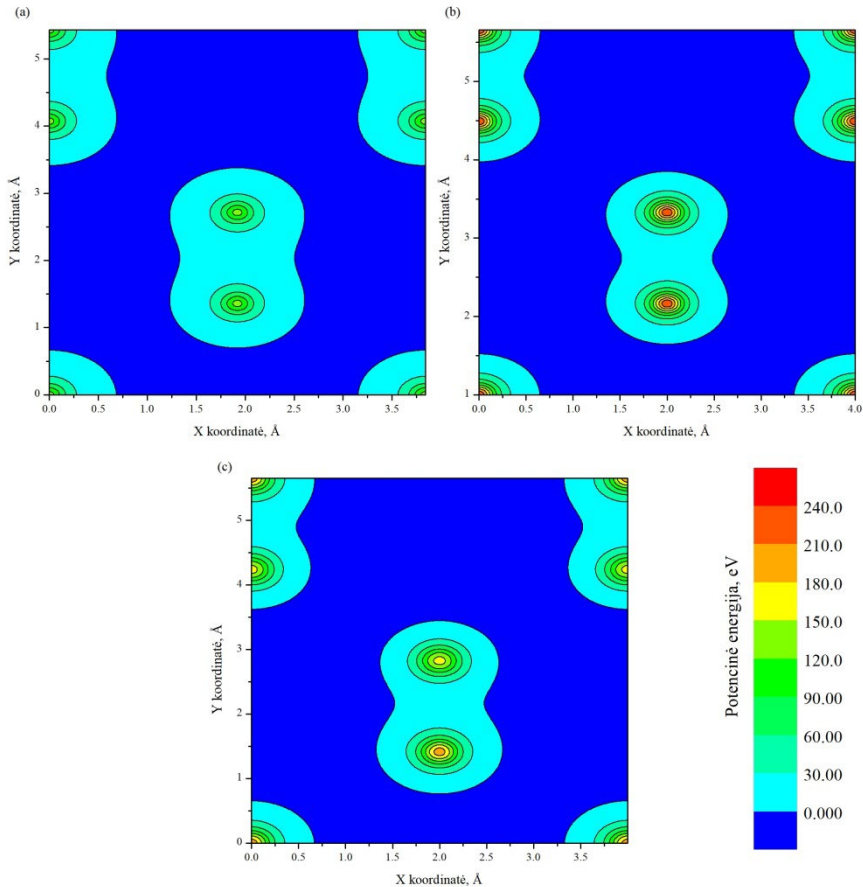 (a)
(b)
5
4
3
2
1
0
Y koordinatė, Å
0.0 0.5 1.0 1.5 2.0 2.5 3.0 3.5
X koordinatė, Å
5
4
3
2
1
Y koordinatė, Å
0.0 0.5 1.0 1.5 2.0 2.5 3.0 3.5 4.0
X koordinatė, Å
(c)
5
4
3
2
1
0
Y koordinatė, Å
0.0 0.5 1.0 1.5 2.0 2.5 3.0 3.5
X koordinatė, Å
Potencinė energija, eV
240.0
210.0
180.0
150.0
120.0
90.00
60.00
30.00
0.000